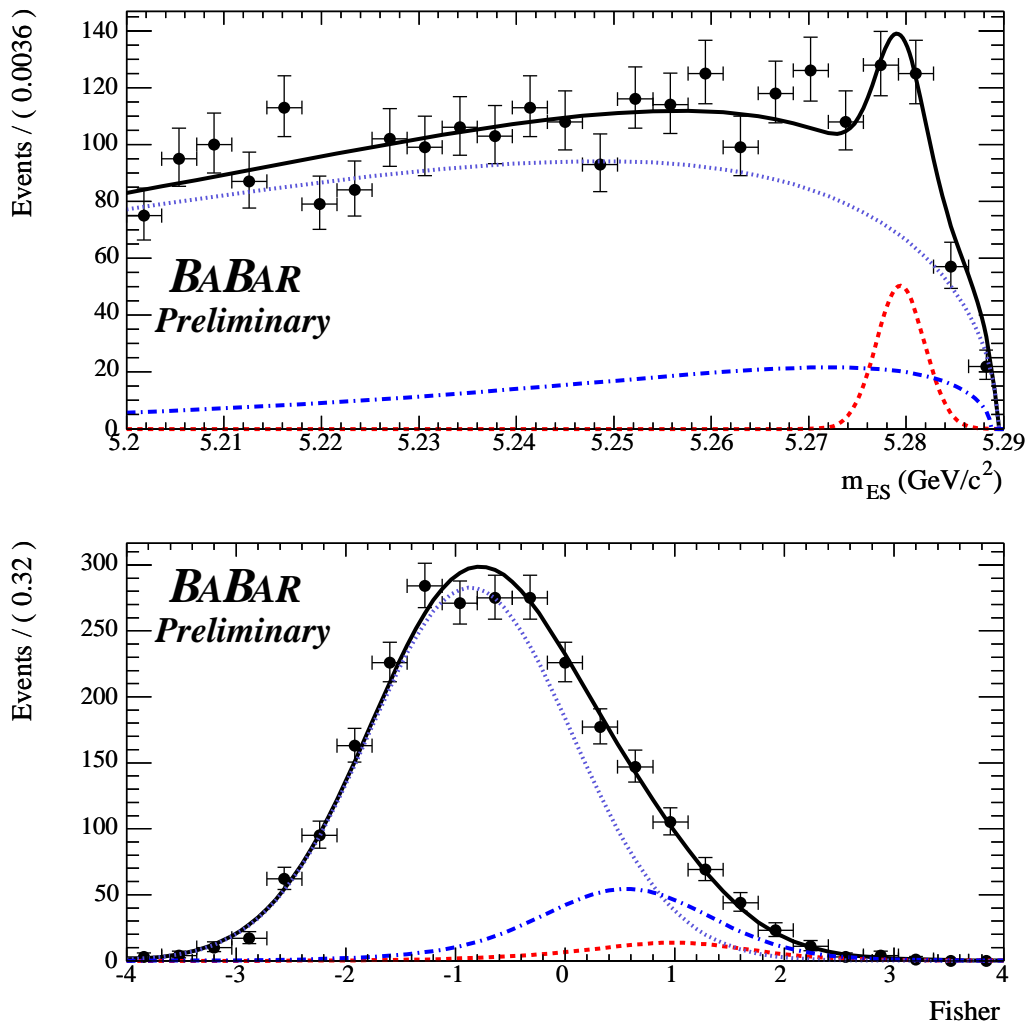 Events / ( 0.0036 )
140
120
100
80
60
40
20
0
BABAR
Preliminary
5.2 5.21 5.22 5.23 5.24 5.25 5.26 5.27 5.28 5.29
m_ES (GeV/c²)
Events / ( 0.32 )
300
250
200
150
100
50
0
BABAR
Preliminary
-4 -3 -2 -1 0 1 2 3 4
Fisher